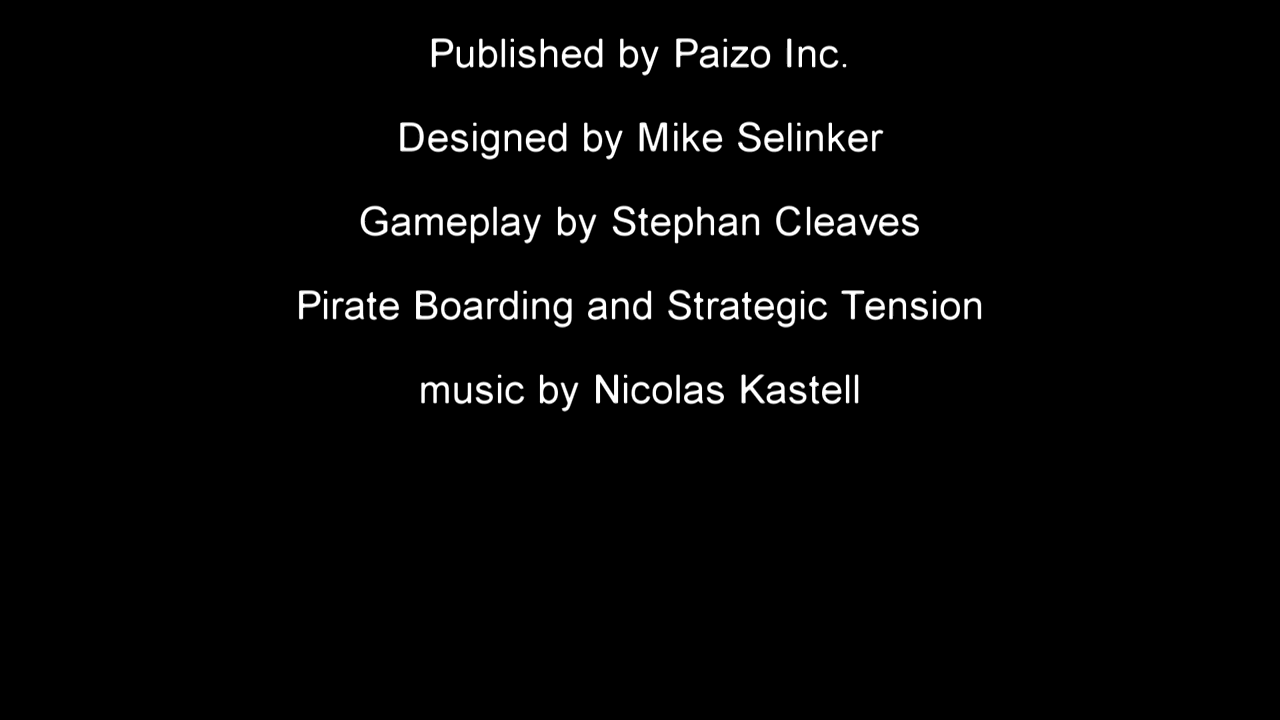 Published by Paizo Inc.
Designed by Mike Selinker
Gameplay by Stephan Cleaves
Pirate Boarding and Strategic Tension
music by Nicolas Kastell